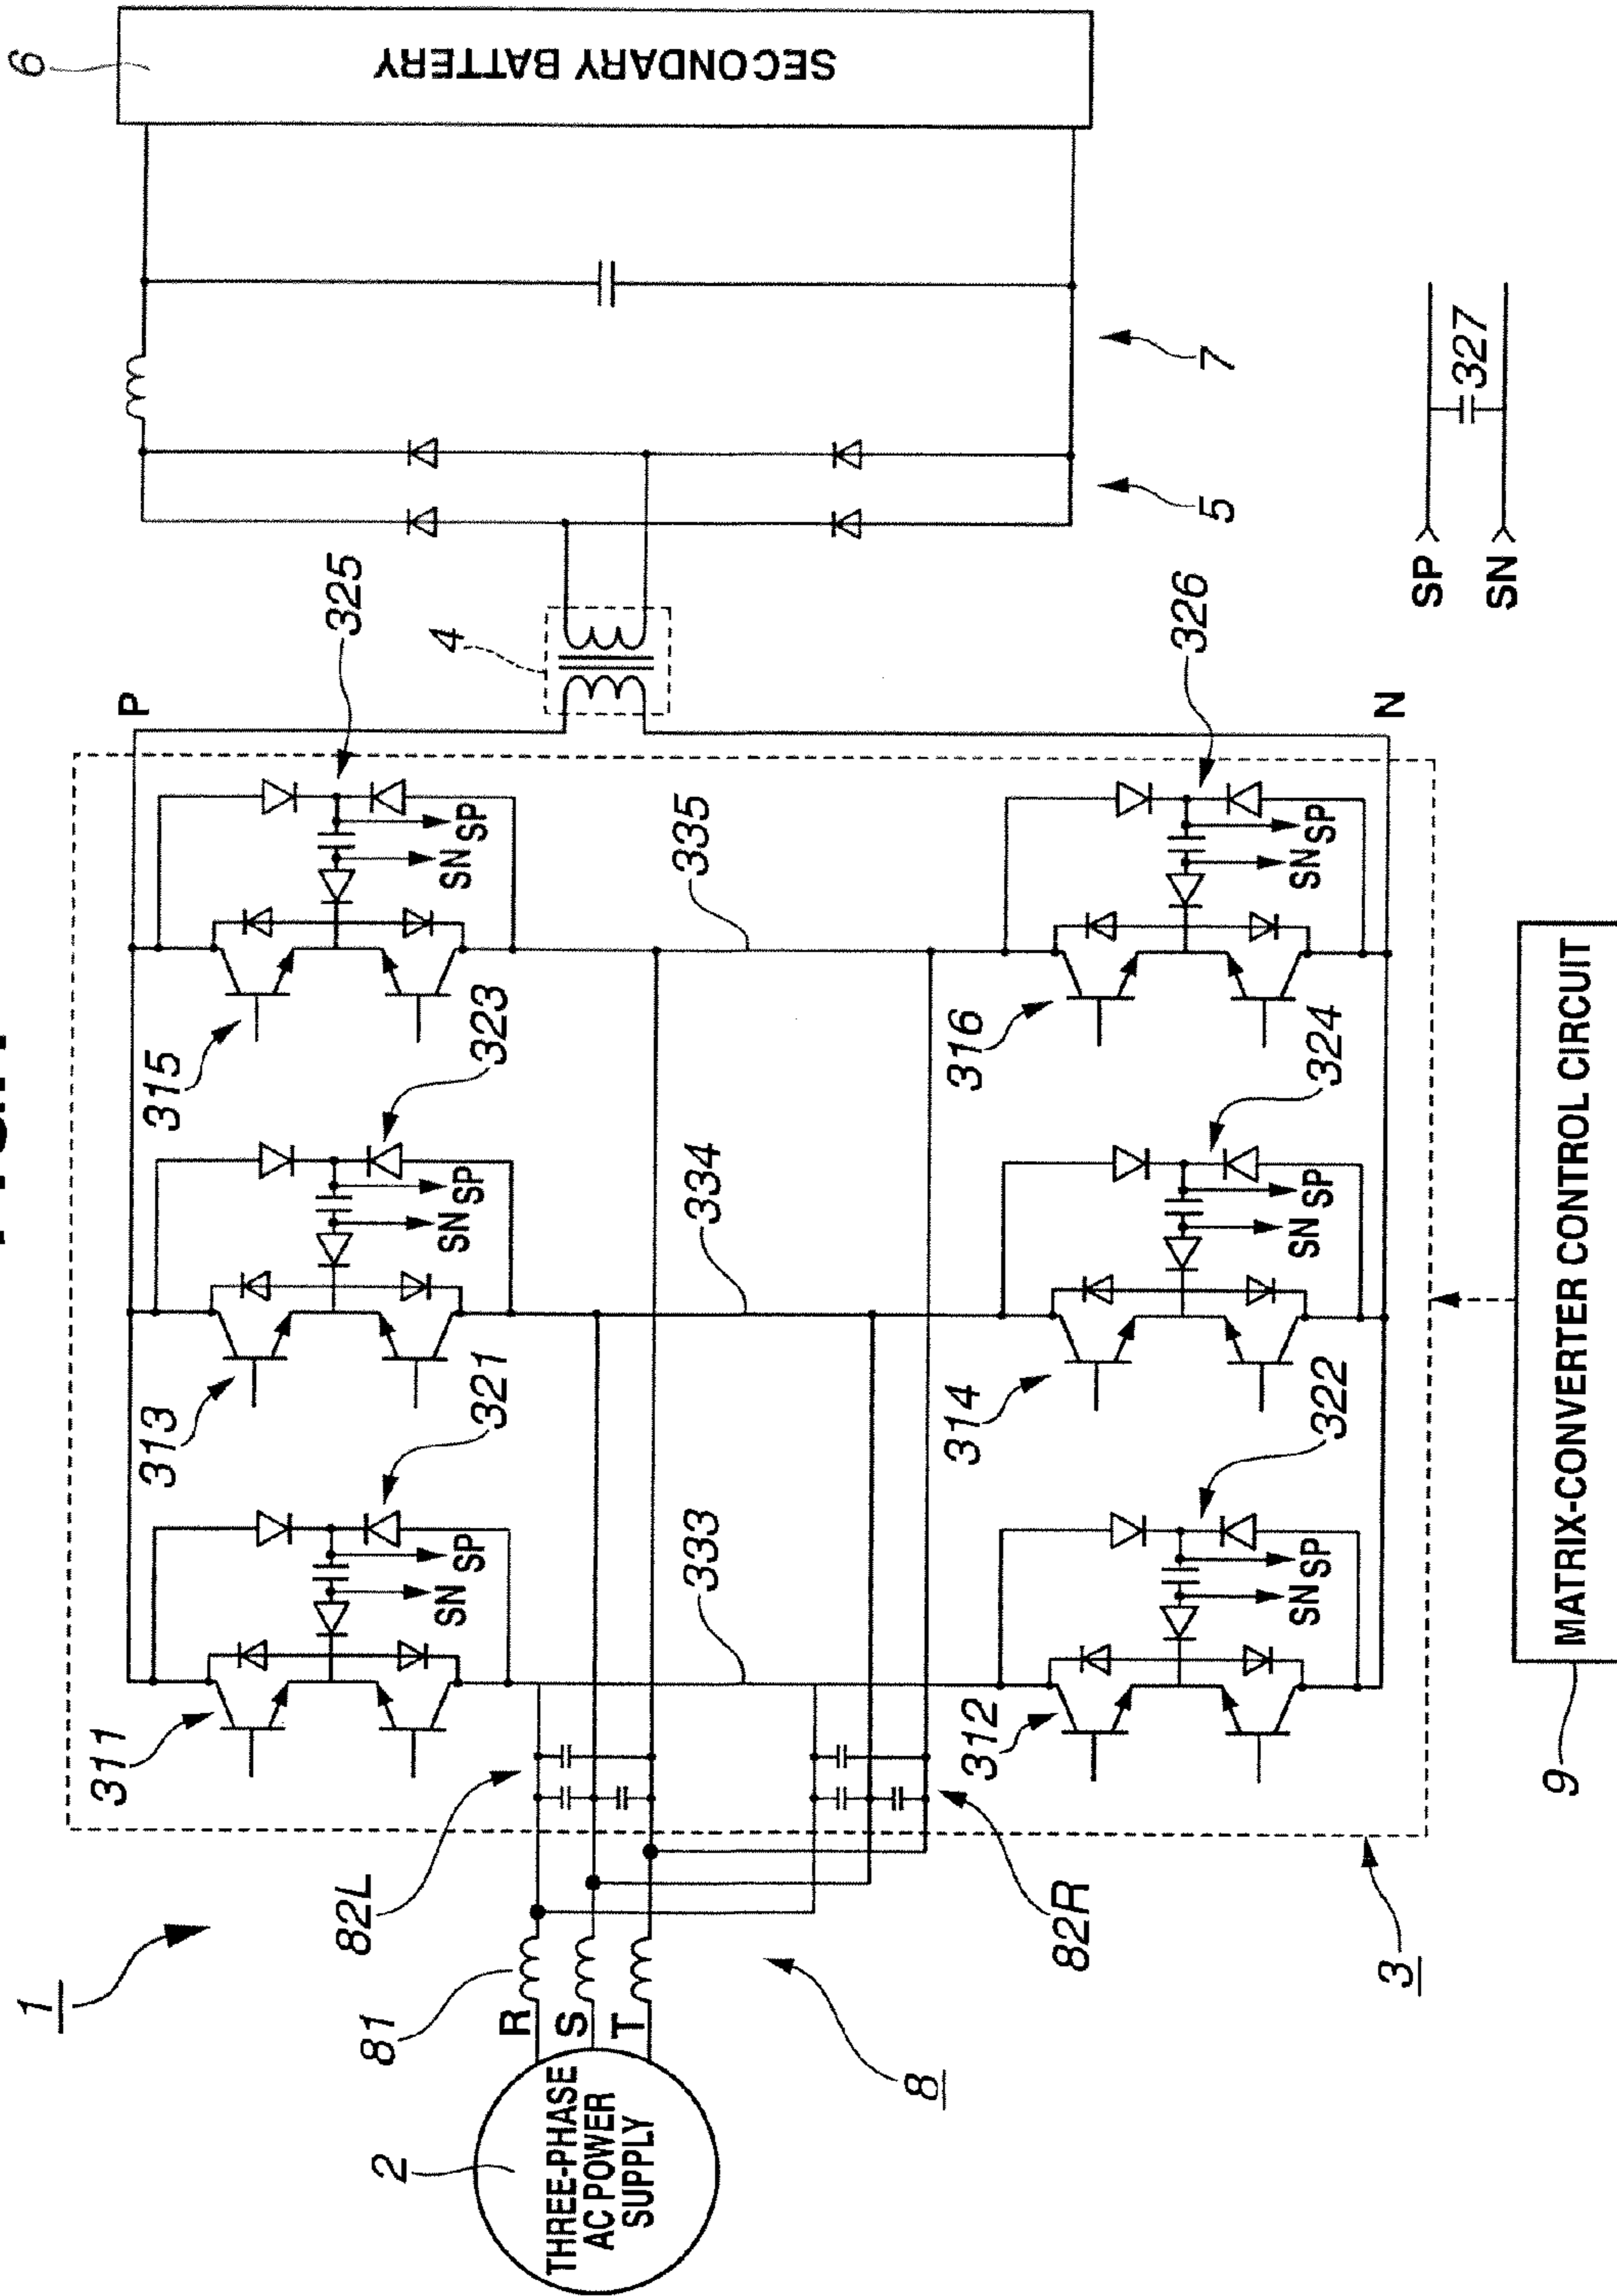 1
2
THREE-PHASE
AC POWER
SUPPLY
R
S
T
81
8
82L
82R
3
311
321
313
323
315
325
P
SN
SP
SN
SP
SN
SP
333
334
335
312
322
314
324
316
326
N
SN
SP
SN
SP
SN
SP
4
5
7
6
SECONDARY BATTERY
SP
SN
327
9
MATRIX-CONVERTER CONTROL CIRCUIT